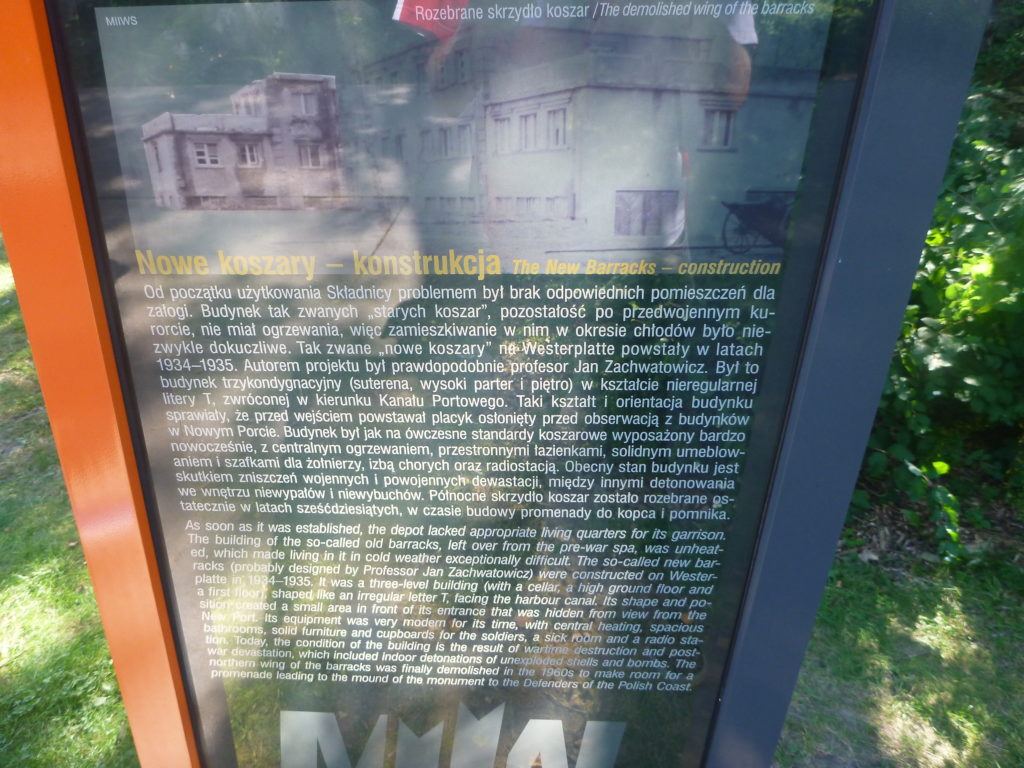 MIIWS
Rozebrane skrzydło koszar / The demolished wing of the barracks
Nowe koszary – konstrukcja The New Barracks – construction
Od początku użytkowania Składnicy problemem był brak odpowiednich pomieszczeń dla
załogi. Budynek tak zwanych „starych koszar”, pozostałość po przedwojennym ku-
rorcie, nie miał ogrzewania, więc zamieszkiwanie w nim w okresie chłodów było nie-
zwykle dokuczliwe. Tak zwane „nowe koszary” na Westerplatte powstały w latach
1934–1935. Autorem projektu był prawdopodobnie profesor Jan Zachwatowicz. Był to
budynek trzykondygnacyjny (suterena, wysoki parter i piętro) w kształcie nieregularnej
litery T, zwróconej w kierunku Kanału Portowego. Taki kształt i orientacja budynku
sprawiały, że przed wejściem powstawał placyk osłonięty przed obserwacją z budynków
w Nowym Porcie. Budynek był jak na ówczesne standardy koszarowe wyposażony bardzo
nowocześnie, z centralnym ogrzewaniem, przestronnymi łazienkami, solidnym umeblow-
aniem i szafkami dla żołnierzy, izbą chorych oraz radiostacją. Obecny stan budynku jest
skutkiem zniszczeń wojennych i powojennych dewastacji, między innymi detonowania
we wnętrzu niewypałów i niewybuchów. Północne skrzydło koszar zostało rozebrane os-
tatecznie w latach sześćdziesiątych, w czasie budowy promenady do kopca i pomnika.
As soon as it was established, the depot lacked appropriate living quarters for its garrison.
The building of the so-called old barracks, left over from the pre-war spa, was unheat-
ed, which made living in it in cold weather exceptionally difficult. The so-called new bar-
racks (probably designed by Professor Jan Zachwatowicz) were constructed on Wester-
platte in 1934–1935. It was a three-level building (with a cellar, a high ground floor and
a first floor), shaped like an irregular letter T, facing the harbour canal. Its shape and po-
sition created a small area in front of its entrance that was hidden from view from the
New Port. Its equipment was very modern for its time, with central heating, spacious
bathrooms, solid furniture and cupboards for the soldiers, a sick room and a radio sta-
tion. Today, the condition of the building is the result of wartime destruction and post-
war devastation, which included indoor detonations of unexploded shells and bombs. The
northern wing of the barracks was finally demolished in the 1960s to make room for a
promenade leading to the mound of the monument to the Defenders of the Polish Coast.